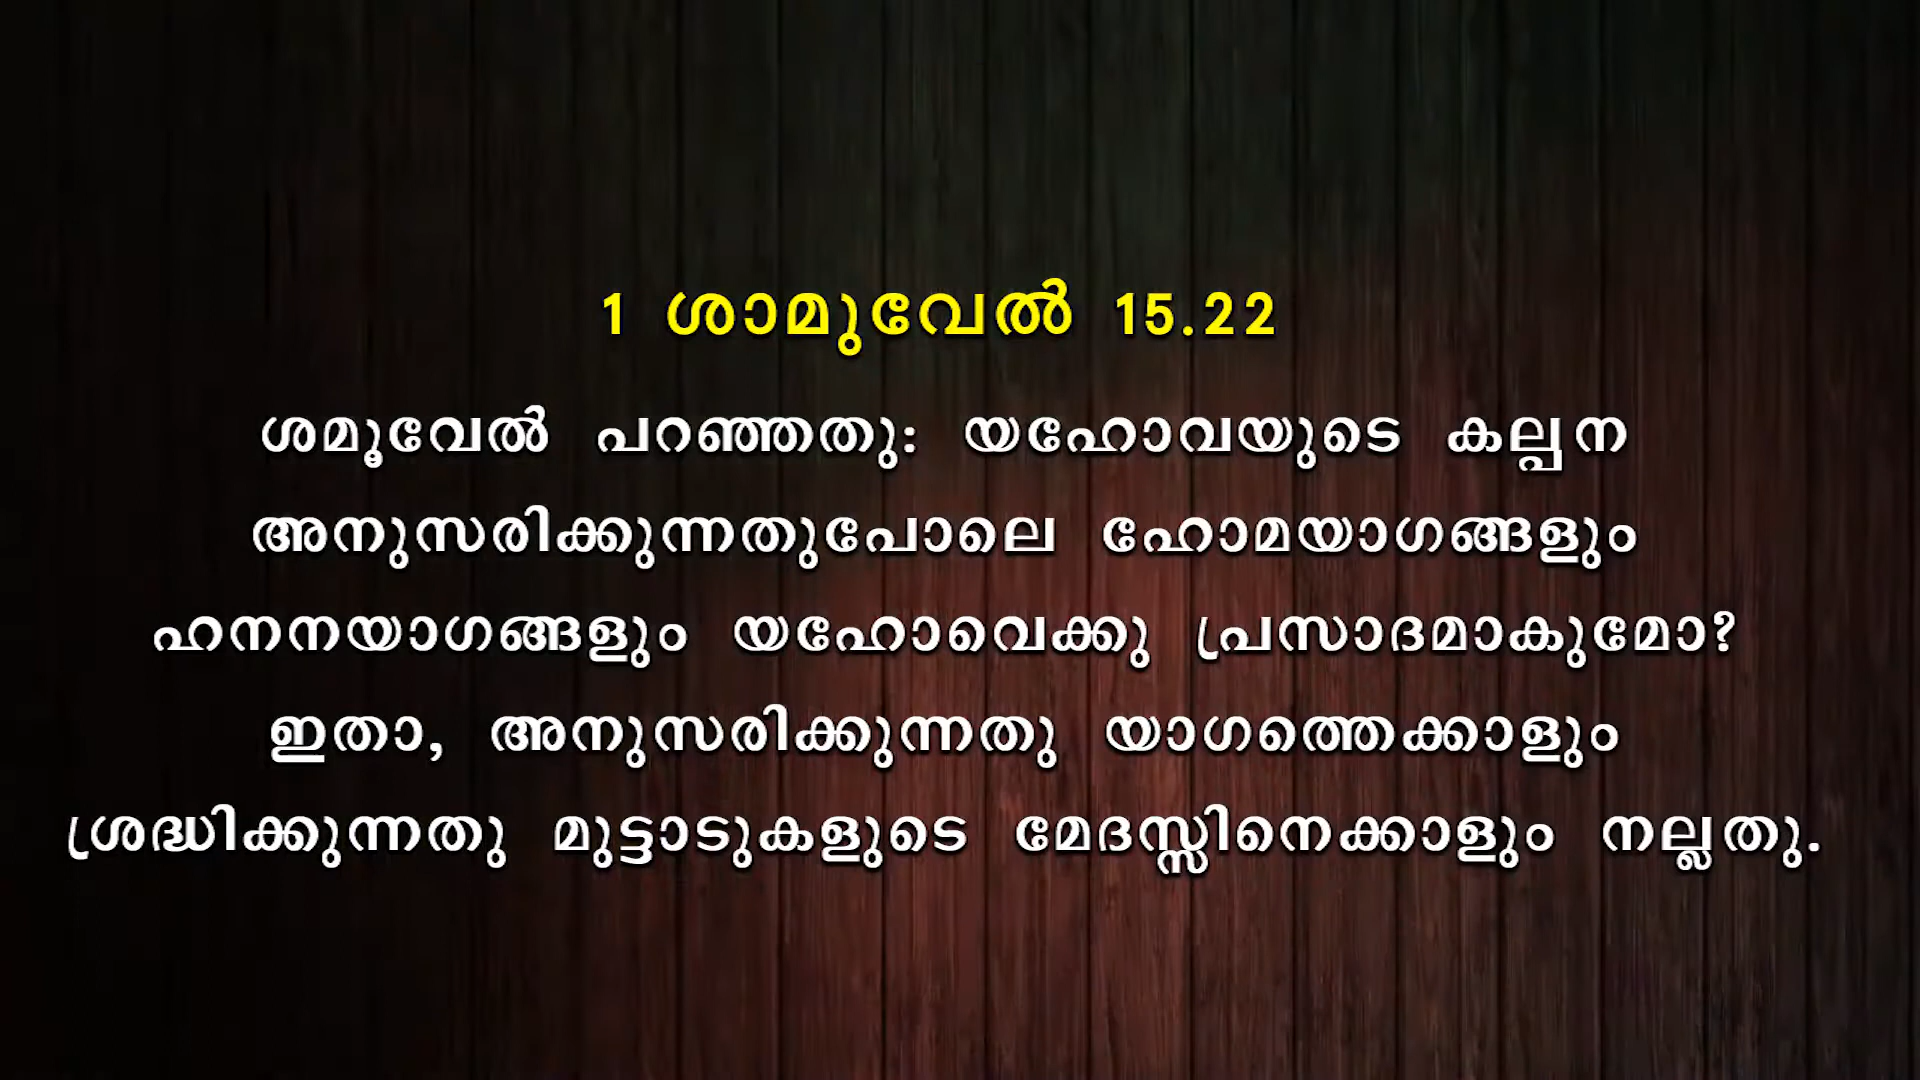 1 ശാമുവേൽ 15.22
ശമൂവേൽ പറഞ്ഞതു: യഹോവയുടെ കല്പന
അനുസരിക്കുന്നതുപോലെ ഹോമയാഗങ്ങളും
ഹനനയാഗങ്ങളും യഹോവെക്കു പ്രസാദമാകുമോ?
ഇതാ, അനുസരിക്കുന്നതു യാഗത്തെക്കാളും
ശ്രദ്ധിക്കുന്നതു മുട്ടാടുകളുടെ മേദസ്സിനെക്കാളും നല്ലതു.